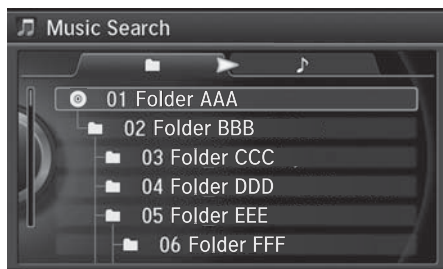 Music Search
01 Folder AAA
02 Folder BBB
03 Folder CCC
04 Folder DDD
05 Folder EEE
06 Folder FFF